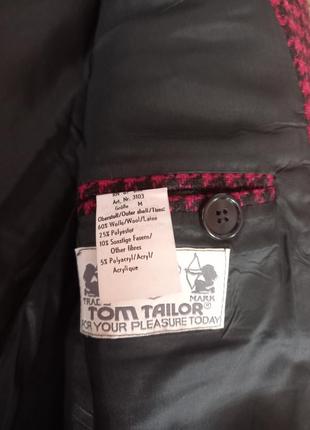 Art. Nr. 3103
Größe M
Oberstoff/Outer shell/Tissu:
60% Wolle/Wool/Laine
25% Polyester
10% Sonstige Fasern/
Other fibres
5% Polyacryl/Acryl/
Acrylique
TRADE MARK
TOM TAILOR®
FOR YOUR PLEASURE TODAY